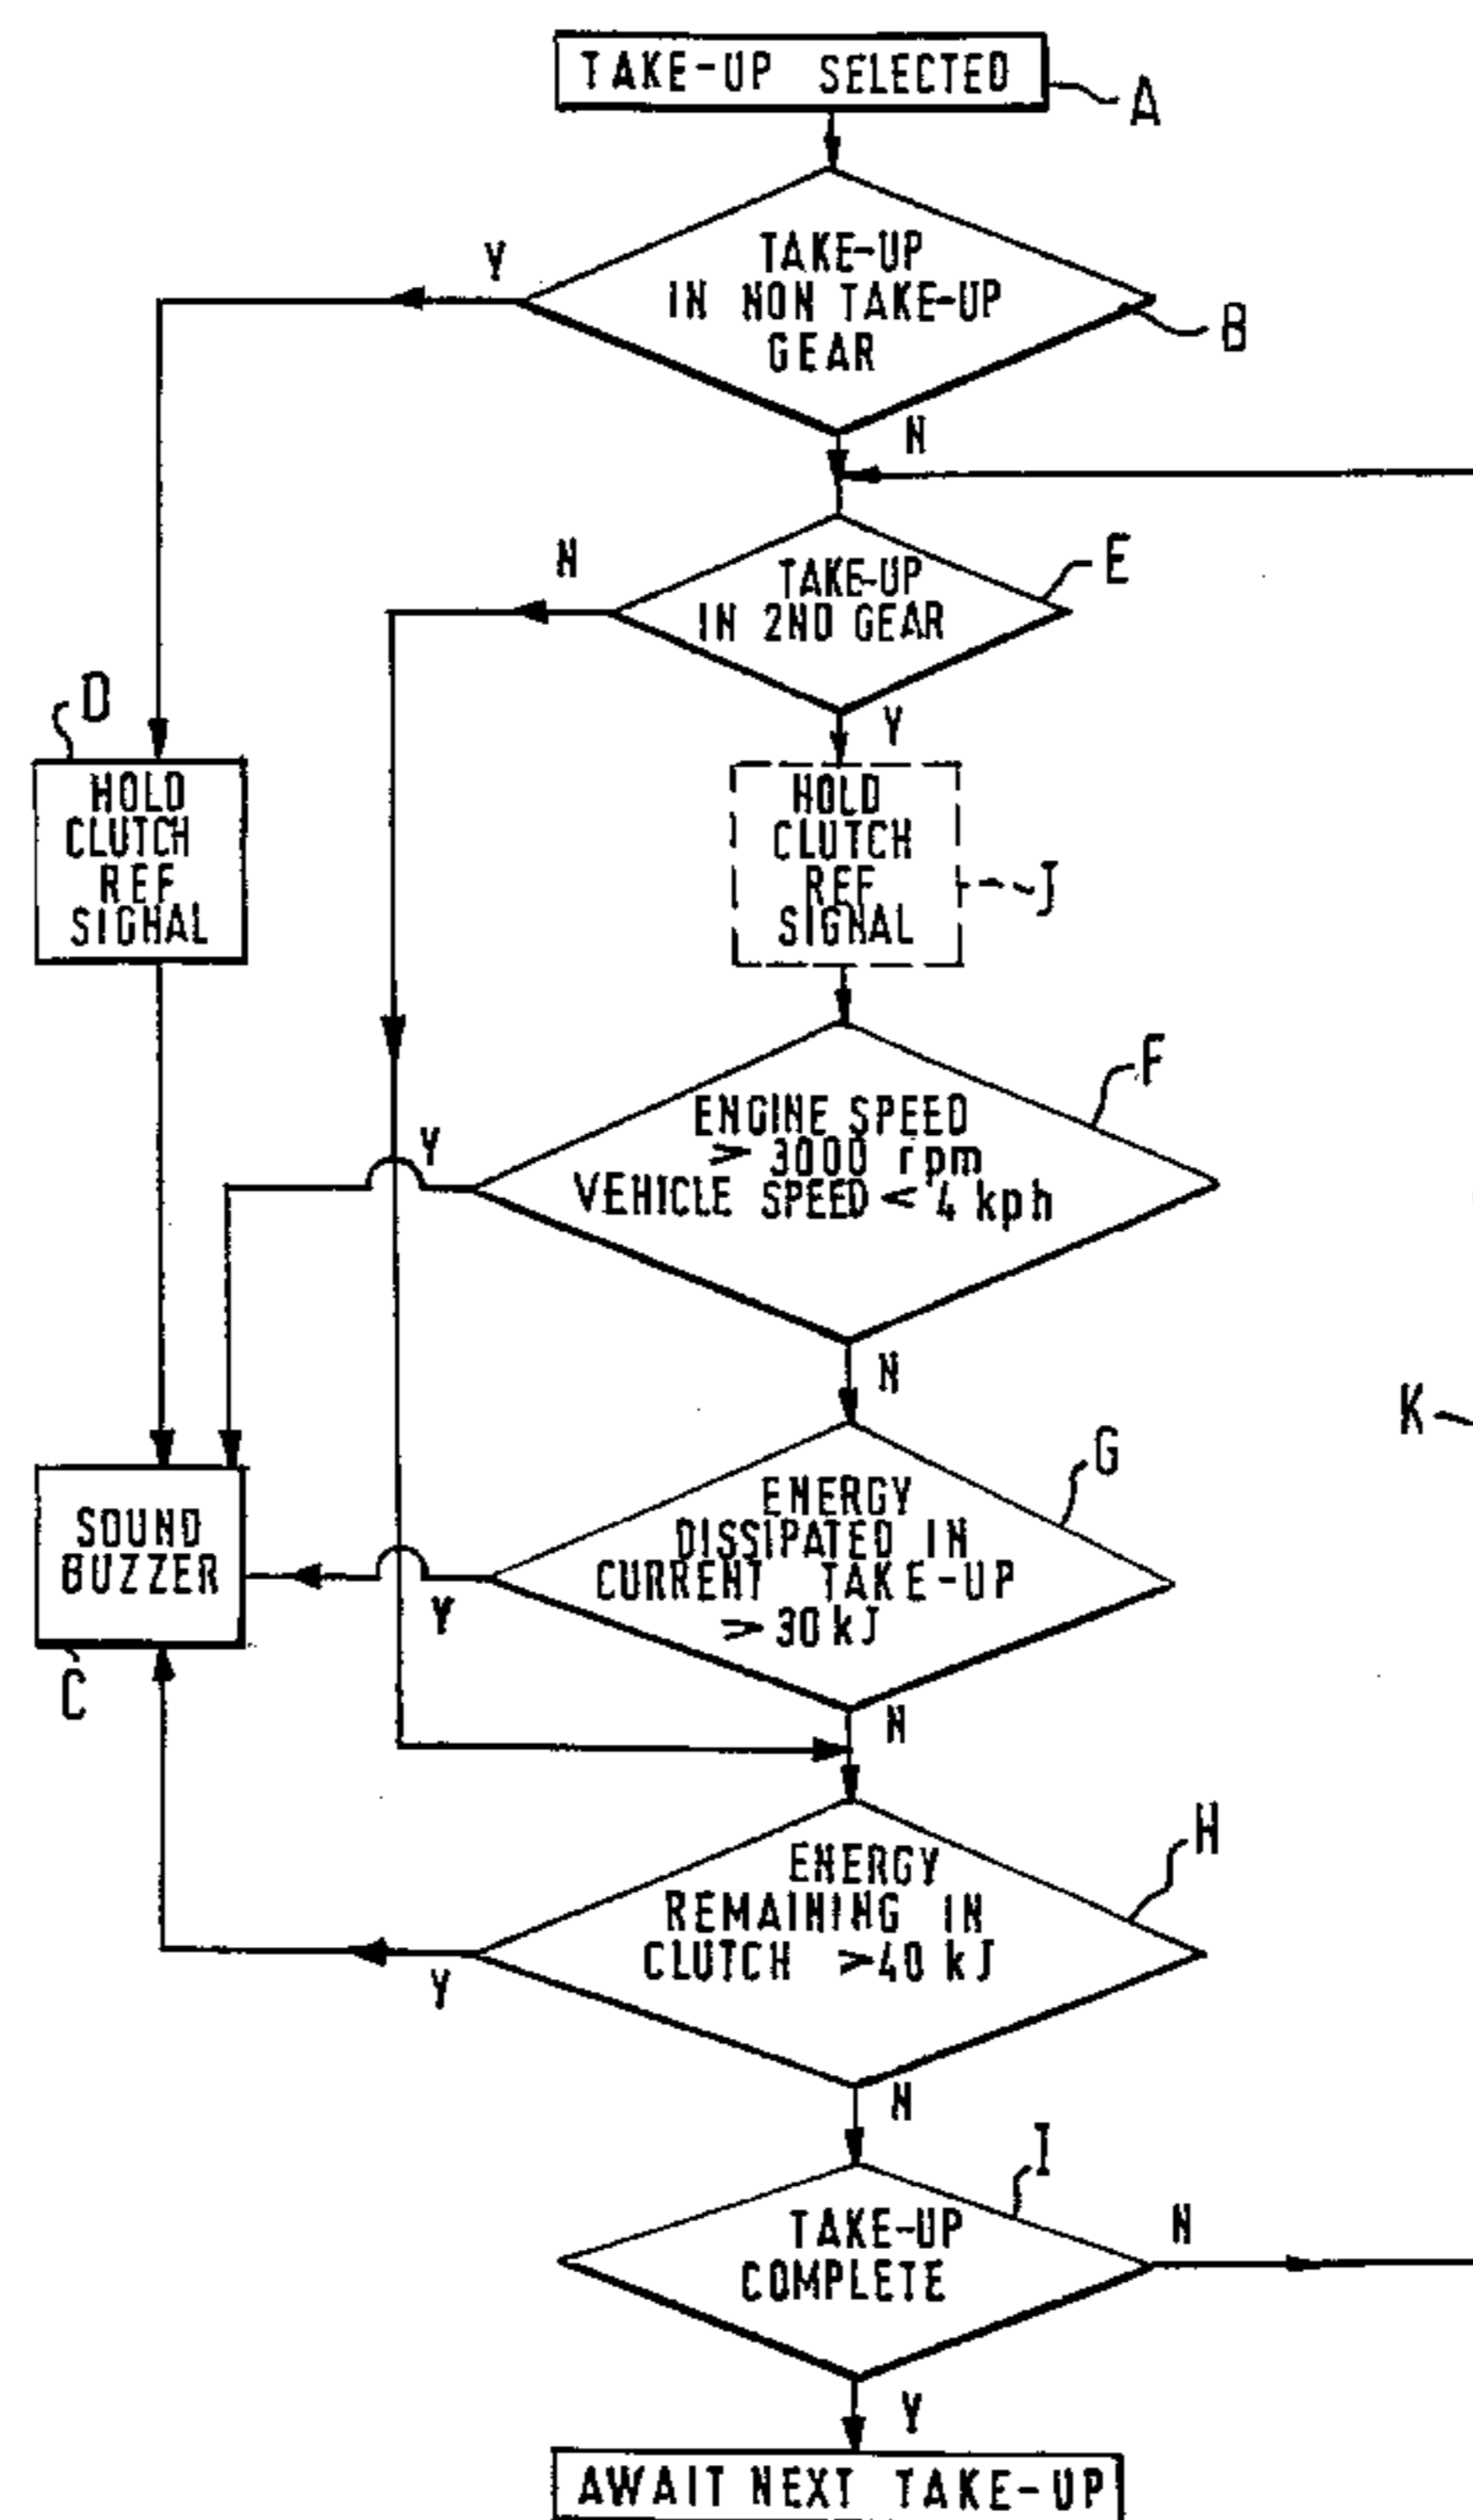 TAKE-UP SELECTED
A
TAKE-UP
IN NON TAKE-UP
GEAR
B
Y
N
TAKE-UP
IN 2ND GEAR
E
N
Y
D
HOLD
CLUTCH
REF
SIGNAL
HOLD
CLUTCH
REF
SIGNAL
J
ENGINE SPEED
> 3000 rpm
VEHICLE SPEED < 4 kph
F
Y
N
K
ENERGY
DISSIPATED IN
CURRENT TAKE-UP
> 30 kJ
G
Y
N
SOUND
BUZZER
C
ENERGY
REMAINING IN
CLUTCH >40 kJ
H
Y
N
TAKE-UP
COMPLETE
I
N
Y
AWAIT NEXT TAKE-UP